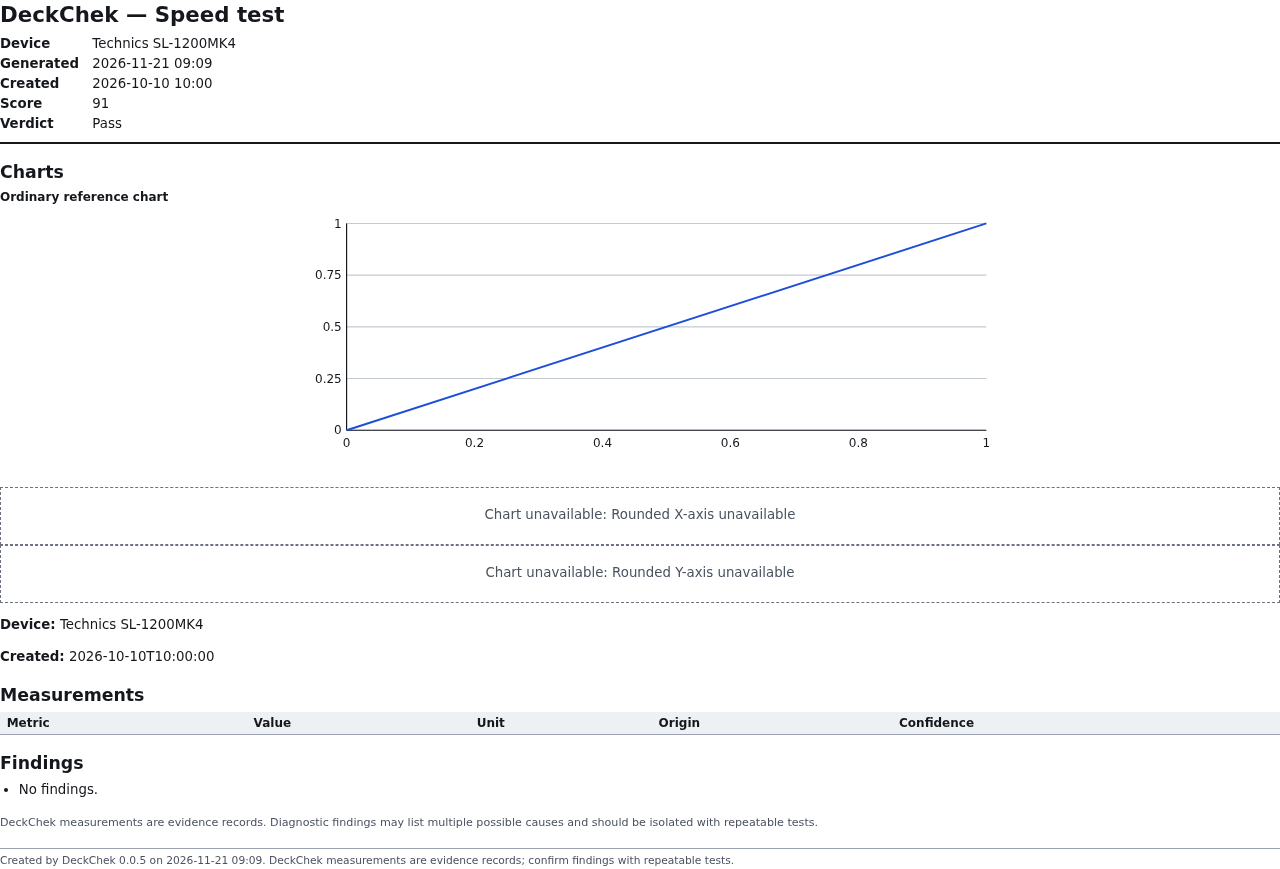 DeckChek — Speed test
Device Technics SL-1200MK4
Generated 2026-11-21 09:09
Created 2026-10-10 10:00
Score 91
Verdict Pass
Charts
Ordinary reference chart
1
0.75
0.5
0.25
0
0 0.2 0.4 0.6 0.8 1
Chart unavailable: Rounded X-axis unavailable
Chart unavailable: Rounded Y-axis unavailable
Device: Technics SL-1200MK4
Created: 2026-10-10T10:00:00
Measurements
Metric Value Unit Origin Confidence
Findings
• No findings.
DeckChek measurements are evidence records. Diagnostic findings may list multiple possible causes and should be isolated with repeatable tests.
Created by DeckChek 0.0.5 on 2026-11-21 09:09. DeckChek measurements are evidence records; confirm findings with repeatable tests.